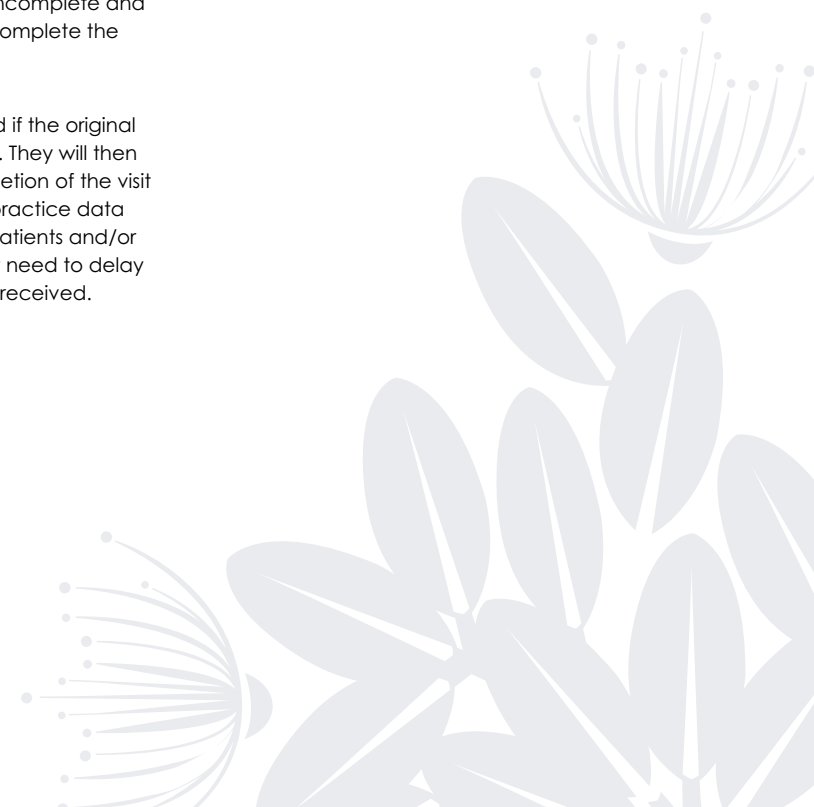 ncomplete and
omplete the
d if the original
. They will then
etion of the visit
practice data
atients and/or
need to delay
received.